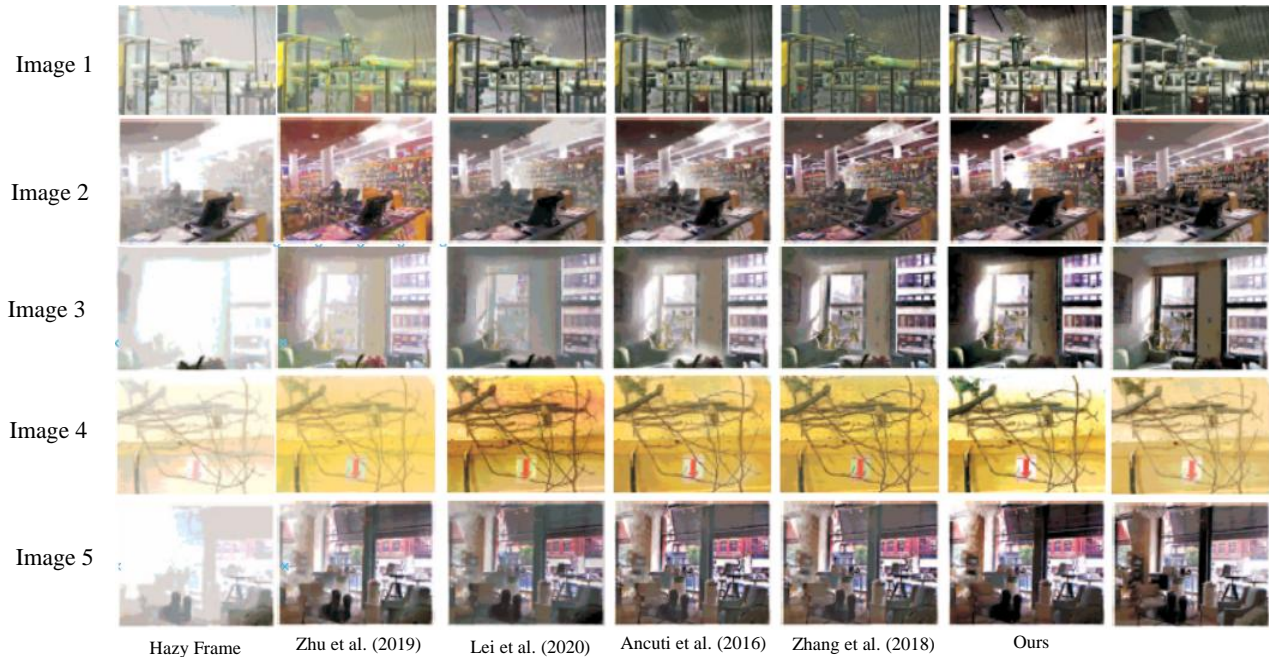 Image 1
Image 2
Image 3
Image 4
Image 5
Hazy Frame Zhu et al. (2019) Lei et al. (2020) Ancuti et al. (2016) Zhang et al. (2018) Ours